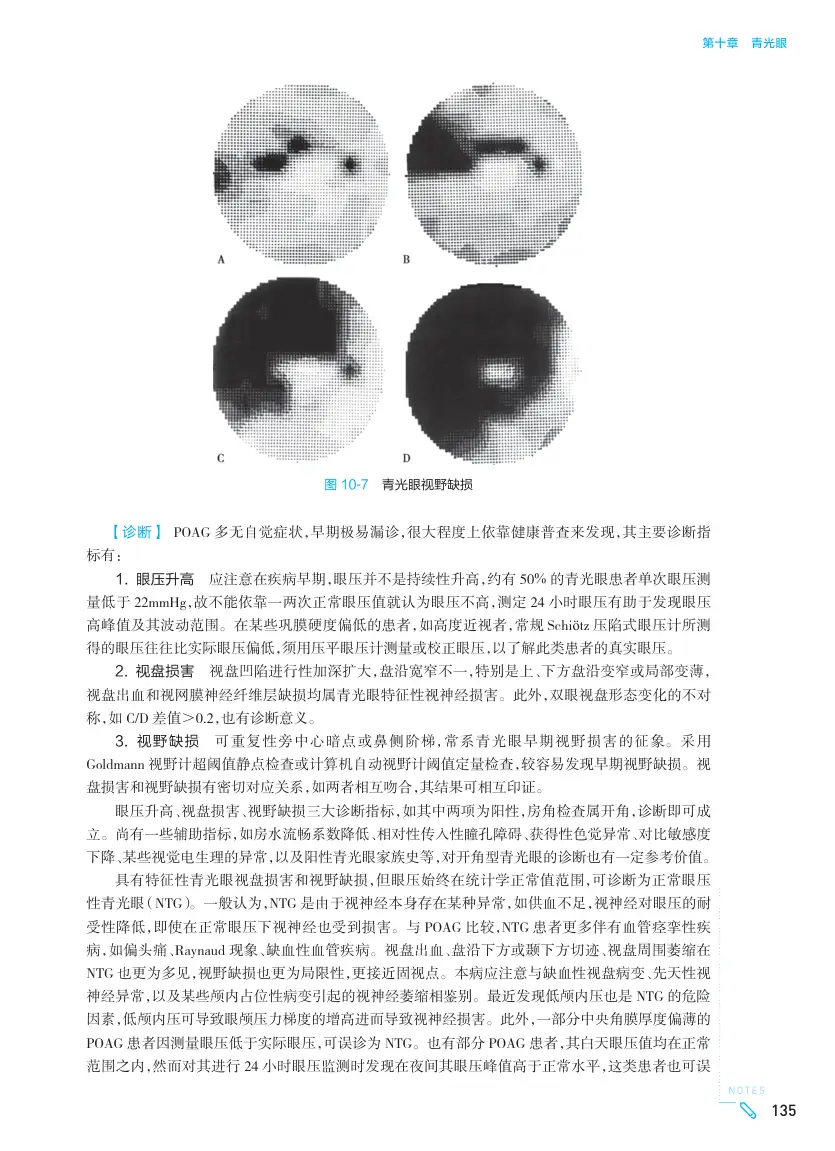 第十章 青光眼
A
B
C
D
图 10-7 青光眼视野缺损
【诊断】 POAG 多无自觉症状,早期极易漏诊,很大程度上依靠健康普查来发现,其主要诊断指
标有:
1. 眼压升高 应注意在疾病早期,眼压并不是持续性升高,约有 50% 的青光眼患者单次眼压测
量低于 22mmHg,故不能依靠一两次正常眼压值就认为眼压不高,测定 24 小时眼压有助于发现眼压
高峰值及其波动范围。在某些巩膜硬度偏低的患者,如高度近视者,常规 Schiötz 压陷式眼压计所测
得的眼压往往比实际眼压偏低,须用压平眼压计测量或校正眼压,以了解此类患者的真实眼压。
2. 视盘损害 视盘凹陷进行性加深扩大,盘沿宽窄不一,特别是上、下方盘沿变窄或局部变薄,
视盘出血和视网膜神经纤维层缺损均属青光眼特征性视神经损害。此外,双眼视盘形态变化的不对
称,如 C/D 差值＞0.2,也有诊断意义。
3. 视野缺损 可重复性旁中心暗点或鼻侧阶梯,常系青光眼早期视野损害的征象。采用
Goldmann 视野计超阈值静点检查或计算机自动视野计阈值定量检查,较容易发现早期视野缺损。视
盘损害和视野缺损有密切对应关系,如两者相互吻合,其结果可相互印证。
眼压升高、视盘损害、视野缺损三大诊断指标,如其中两项为阳性,房角检查属开角,诊断即可成
立。尚有一些辅助指标,如房水流畅系数降低、相对性传入性瞳孔障碍、获得性色觉异常、对比敏感度
下降、某些视觉电生理的异常,以及阳性青光眼家族史等,对开角型青光眼的诊断也有一定参考价值。
具有特征性青光眼视盘损害和视野缺损,但眼压始终在统计学正常值范围,可诊断为正常眼压
性青光眼（NTG）。一般认为,NTG 是由于视神经本身存在某种异常,如供血不足,视神经对眼压的耐
受性降低,即使在正常眼压下视神经也受到损害。与 POAG 比较,NTG 患者更多伴有血管痉挛性疾
病,如偏头痛、Raynaud 现象、缺血性血管疾病。视盘出血、盘沿下方或颞下方切迹、视盘周围萎缩在
NTG 也更为多见,视野缺损也更为局限性,更接近固视点。本病应注意与缺血性视盘病变、先天性视
神经异常,以及某些颅内占位性病变引起的视神经萎缩相鉴别。最近发现低颅内压也是 NTG 的危险
因素,低颅内压可导致眼颅压力梯度的增高进而导致视神经损害。此外,一部分中央角膜厚度偏薄的
POAG 患者因测量眼压低于实际眼压,可误诊为 NTG。也有部分 POAG 患者,其白天眼压值均在正常
范围之内,然而对其进行 24 小时眼压监测时发现在夜间其眼压峰值高于正常水平,这类患者也可误
NOTES
135